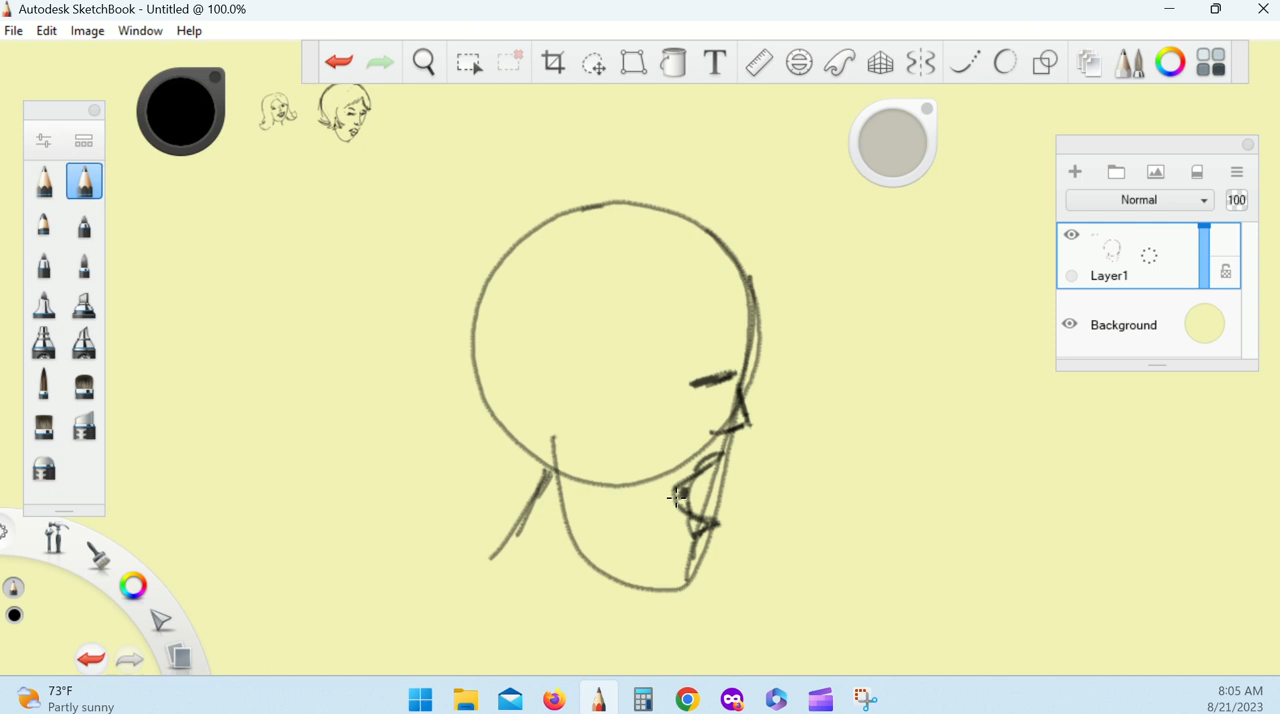 Autodesk SketchBook - Untitled @ 100.0%
File Edit Image Window Help
T
Normal 100
Layer1
Background
73°F
Partly sunny
8:05 AM
8/21/2023